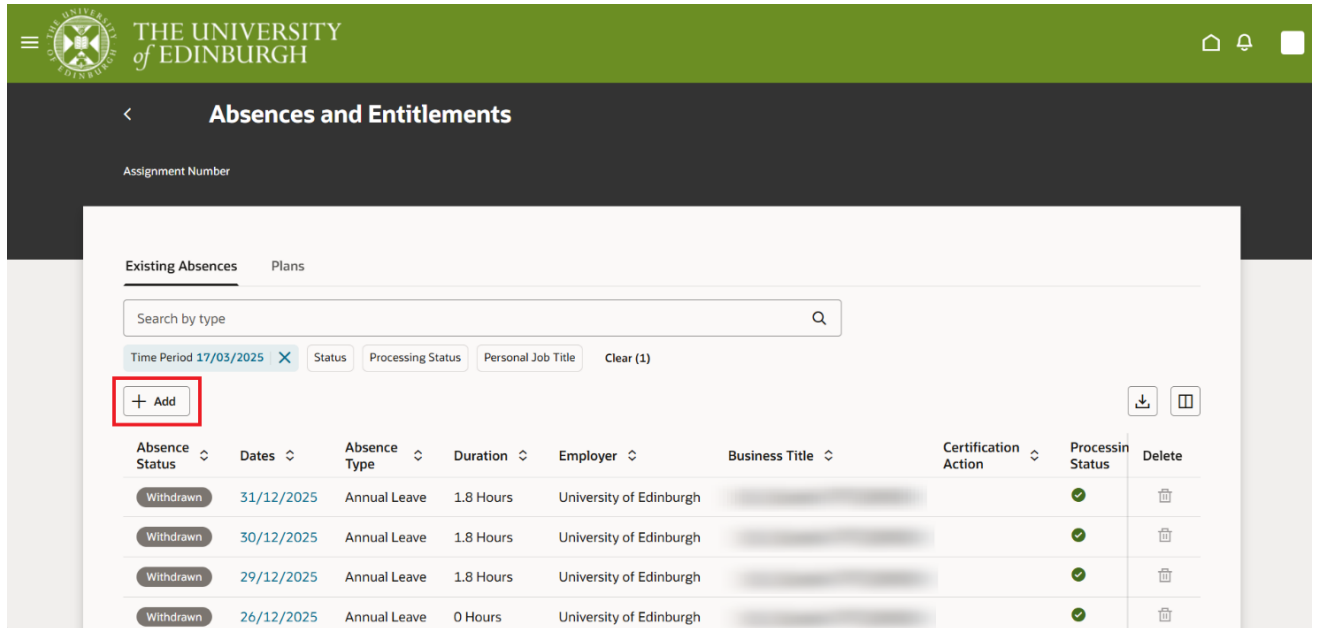 THE UNIVERSITY
of EDINBURGH
Absences and Entitlements
Assignment Number
Existing Absences Plans
Search by type
Time Period 17/03/2025 Status Processing Status Personal Job Title Clear (1)
+ Add
Absence Status Dates Absence Type Duration Employer Business Title Certification Action Processin Status Delete
Withdrawn 31/12/2025 Annual Leave 1.8 Hours University of Edinburgh
Withdrawn 30/12/2025 Annual Leave 1.8 Hours University of Edinburgh
Withdrawn 29/12/2025 Annual Leave 1.8 Hours University of Edinburgh
Withdrawn 26/12/2025 Annual Leave 0 Hours University of Edinburgh